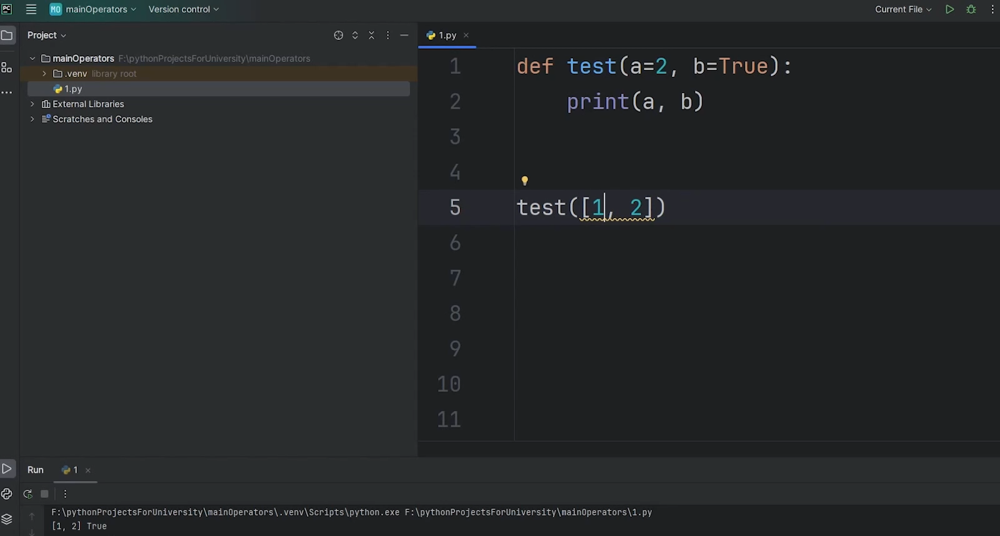 PC MO mainOperators Version control Current File
Project
1.py
mainOperators F:\pythonProjectsForUniversity\mainOperators
.venv library root
1.py
External Libraries
Scratches and Consoles
1 def test(a=2, b=True):
2 print(a, b)
3
4
5 test([1, 2])
6
7
8
9
10
11
Run 1
F:\pythonProjectsForUniversity\mainOperators\.venv\Scripts\python.exe F:\pythonProjectsForUniversity\mainOperators\1.py
[1, 2] True